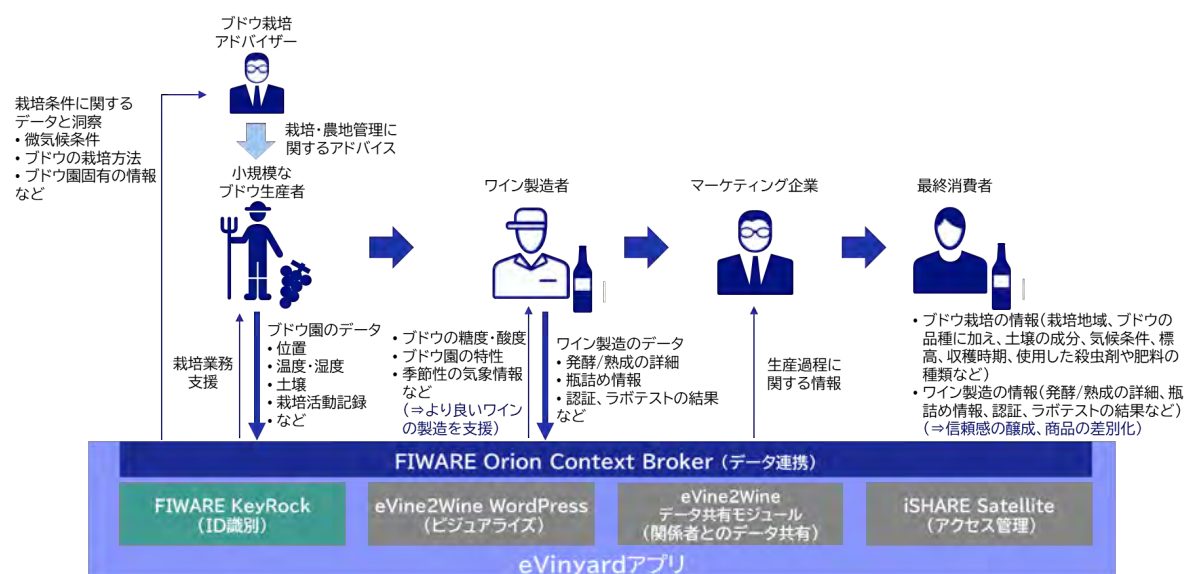 ブドウ栽培
アドバイザー
栽培条件に関する
データと洞察
• 微気候条件
• ブドウの栽培方法
• ブドウ園固有の情報
など
栽培・農地管理に
関するアドバイス
小規模な
ブドウ生産者
ワイン製造者
マーケティング企業
最終消費者
栽培業務
支援
ブドウ園のデータ
• 位置
• 温度・湿度
• 土壌
• 栽培活動記録
• など
• ブドウの糖度・酸度
• ブドウ園の特性
• 季節性の気象情報
など
(⇒より良いワイン
の製造を支援)
ワイン製造のデータ
• 発酵/熟成の詳細
• 瓶詰め情報
• 認証、ラボテストの結果
など
生産過程に
関する情報
• ブドウ栽培の情報(栽培地域、ブドウの
品種に加え、土壌の成分、気候条件、標
高、収穫時期、使用した殺虫剤や肥料の
種類など)
• ワイン製造の情報(発酵/熟成の詳細、瓶
詰め情報、認証、ラボテストの結果など)
(⇒信頼感の醸成、商品の差別化)
FIWARE Orion Context Broker (データ連携)
FIWARE KeyRock
(ID識別)
eVine2Wine WordPress
(ビジュアライズ)
eVine2Wine
データ共有モジュール
(関係者とのデータ共有)
iSHARE Satellite
(アクセス管理)
eVinyardアプリ